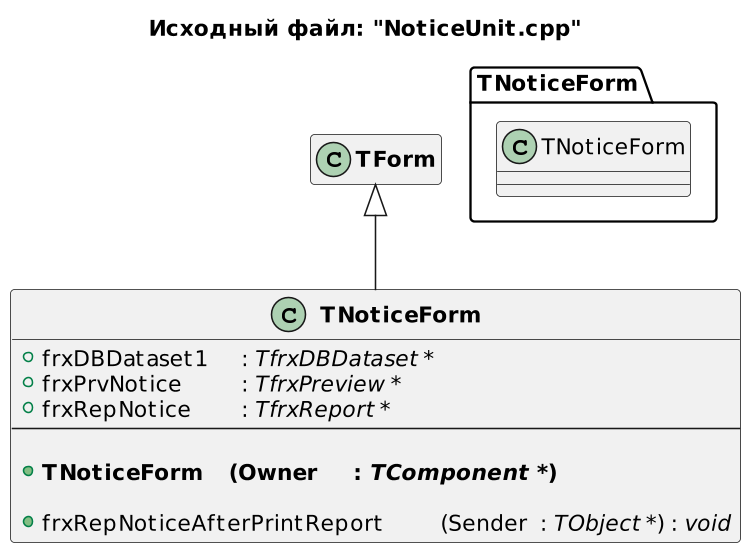 Исходный файл: "NoticeUnit.cpp"
TNoticeForm
C TForm
C TNoticeForm
C TNoticeForm
frxDBDataset1 : TfrxDBDataset *
frxPrvNotice : TfrxPreview *
frxRepNotice : TfrxReport *
TNoticeForm (Owner : TComponent *)
frxRepNoticeAfterPrintReport (Sender : TObject *) : void